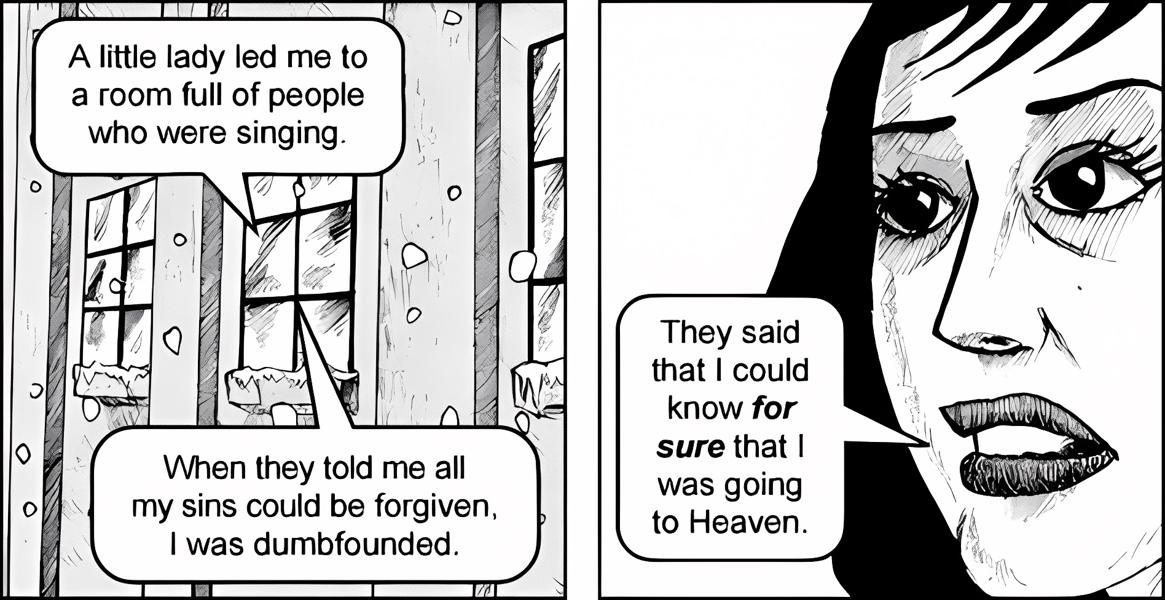 A little lady led me to
a room full of people
who were singing.
When they told me all
my sins could be forgiven,
I was dumbfounded.
They said
that I could
know for
sure that I
was going
to Heaven.